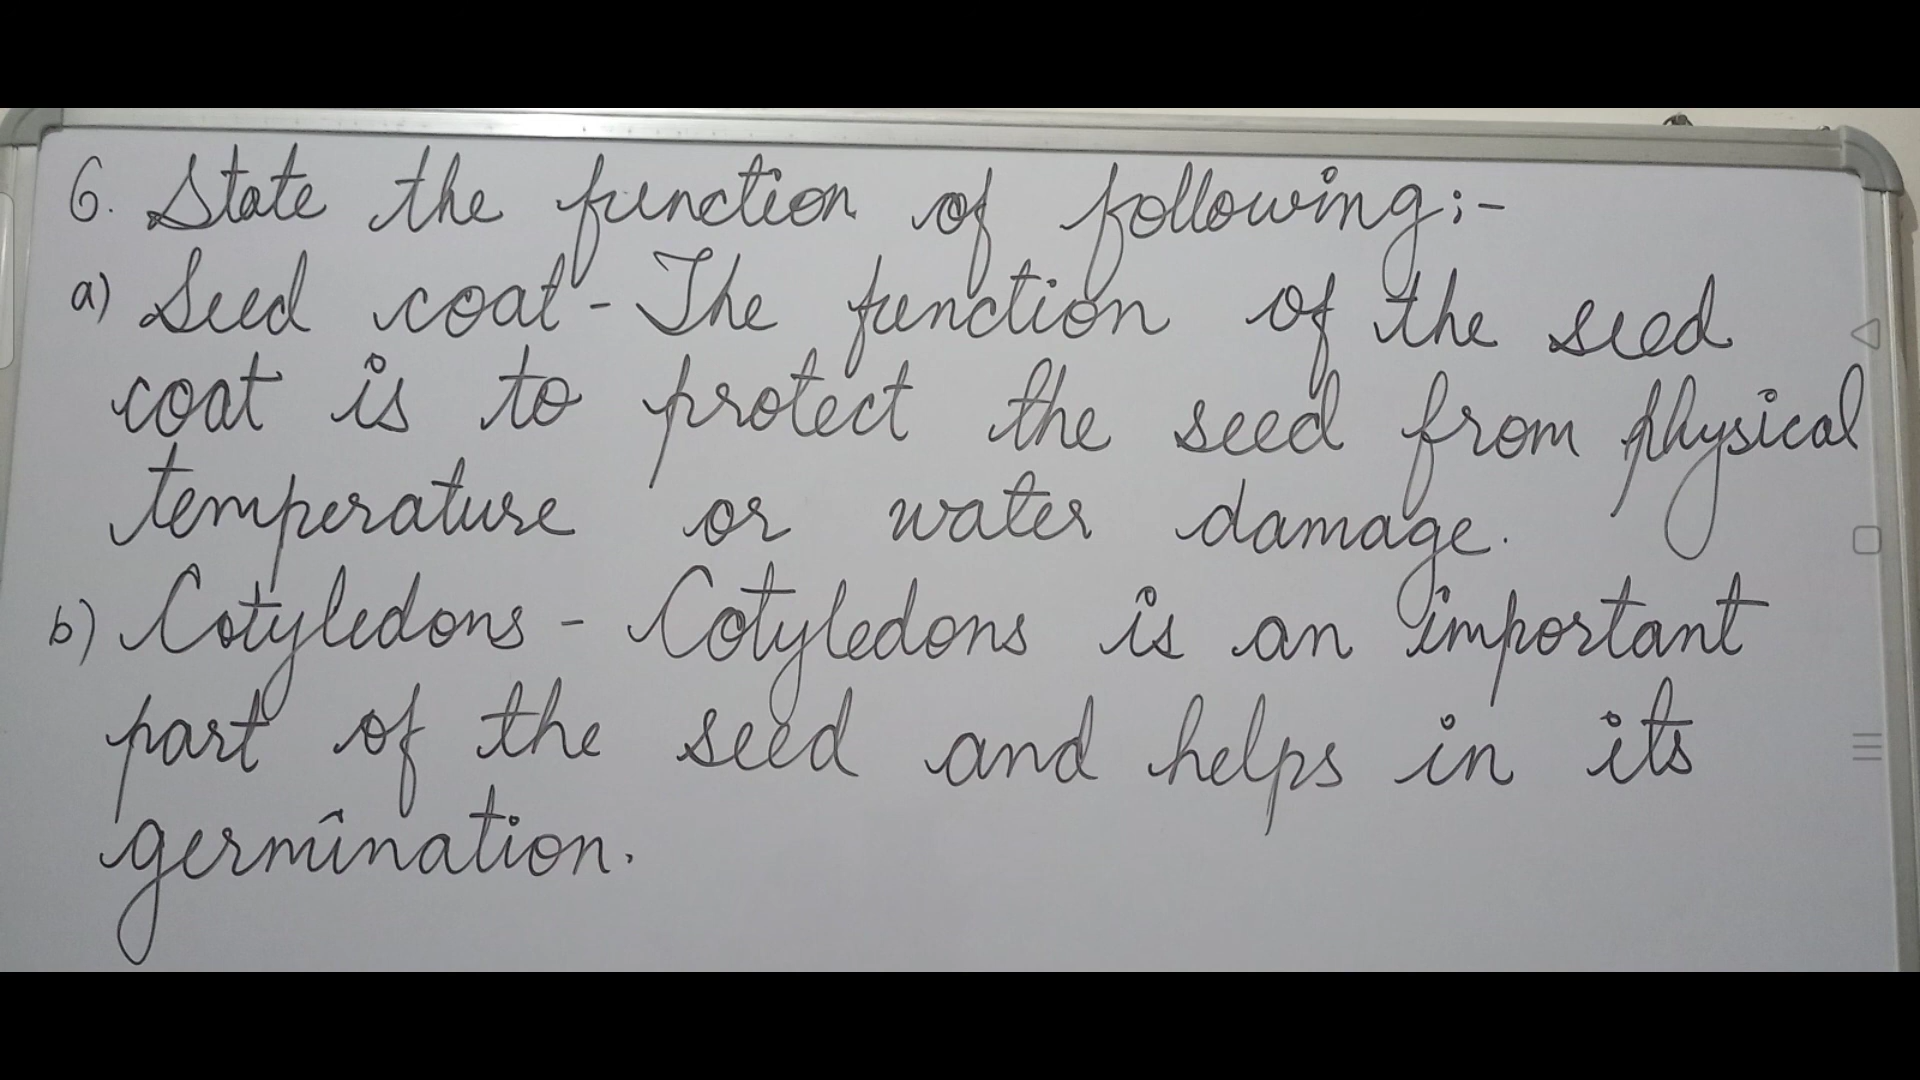 6. State the function of following:-
a) Seed coat - The function of the seed
coat is to protect the seed from physical
temperature or water damage.
b) Cotyledons - Cotyledons is an important
part of the seed and helps in its
germination.